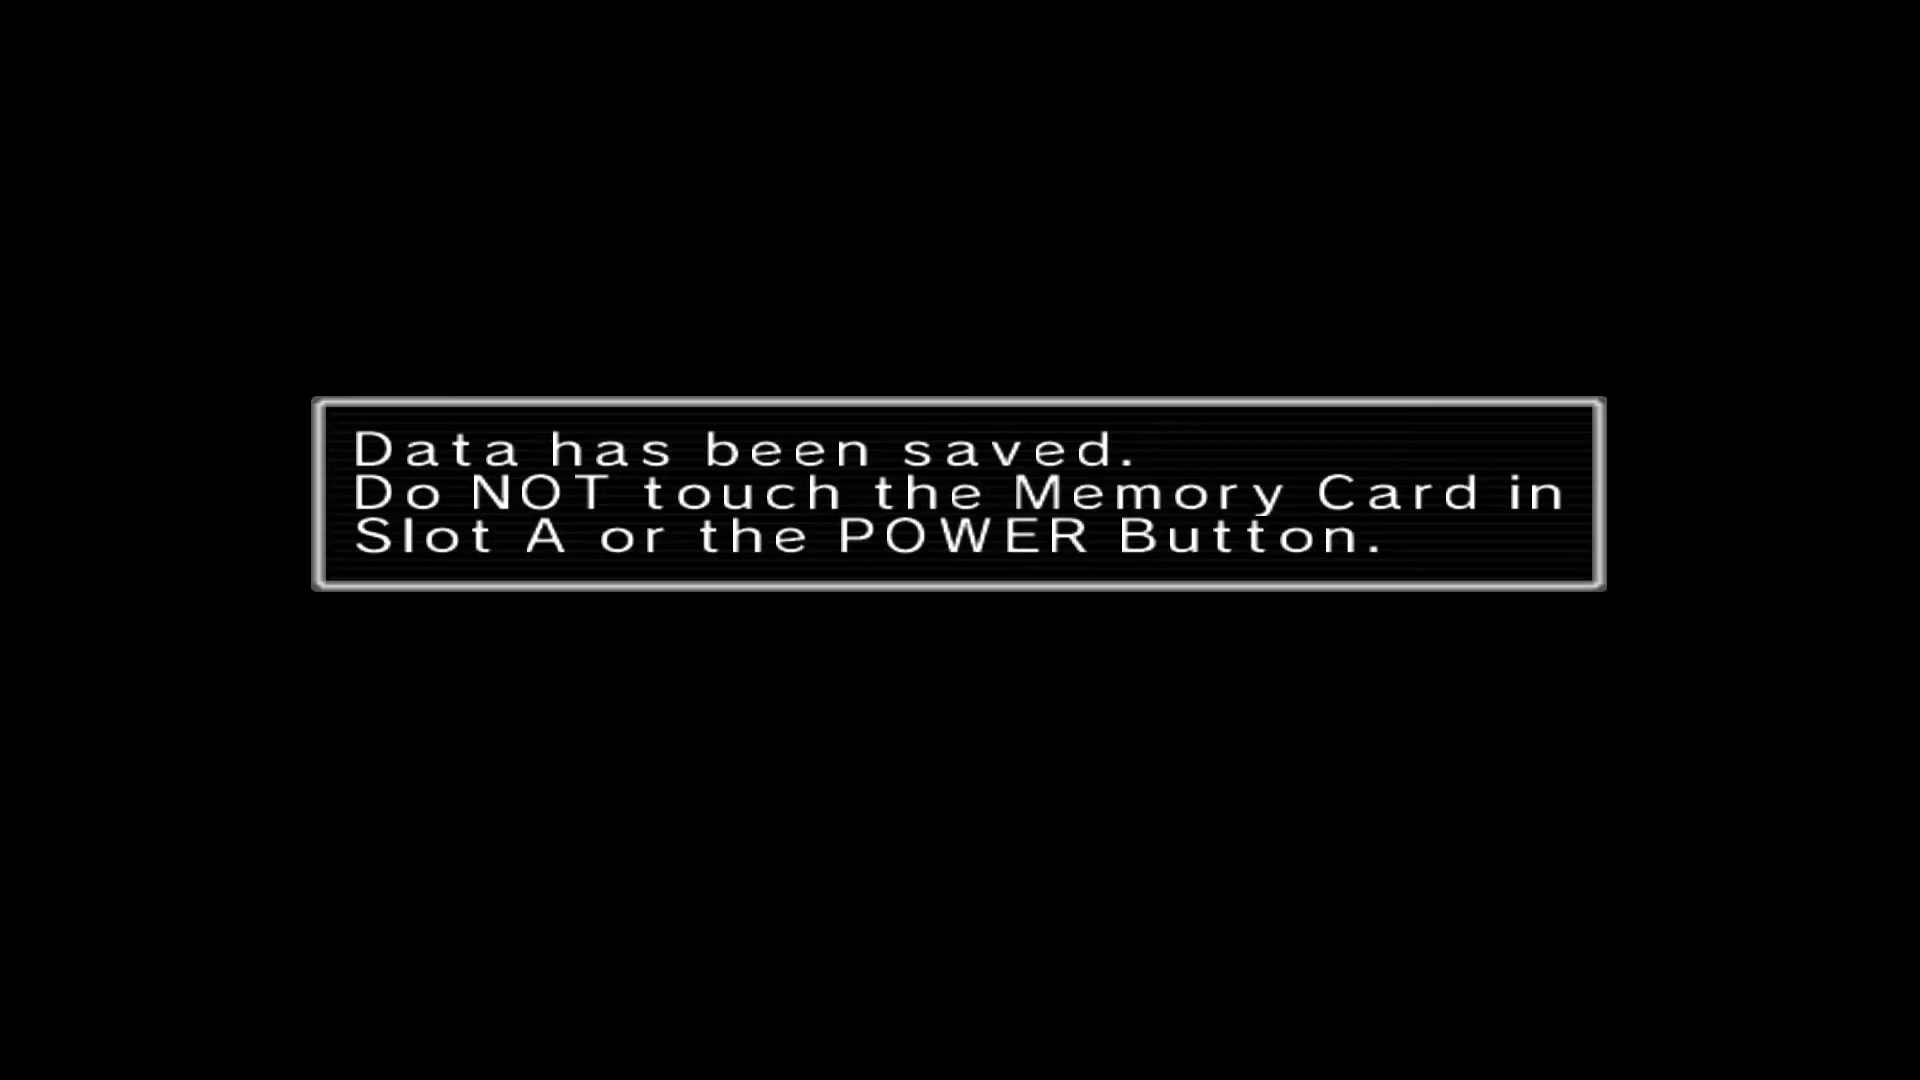 Data has been saved.
Do NOT touch the Memory Card in
Slot A or the POWER Button.